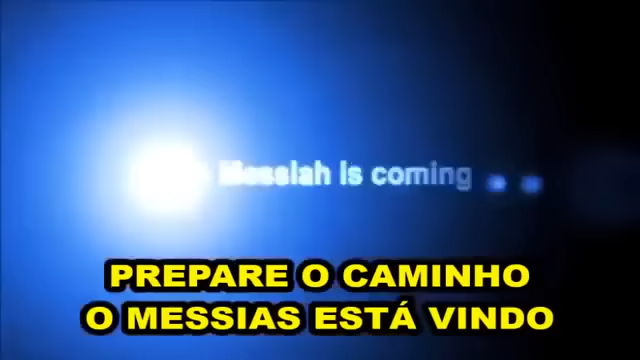 Messiah is coming
PREPARE O CAMINHO
O MESSIAS ESTÁ VINDO